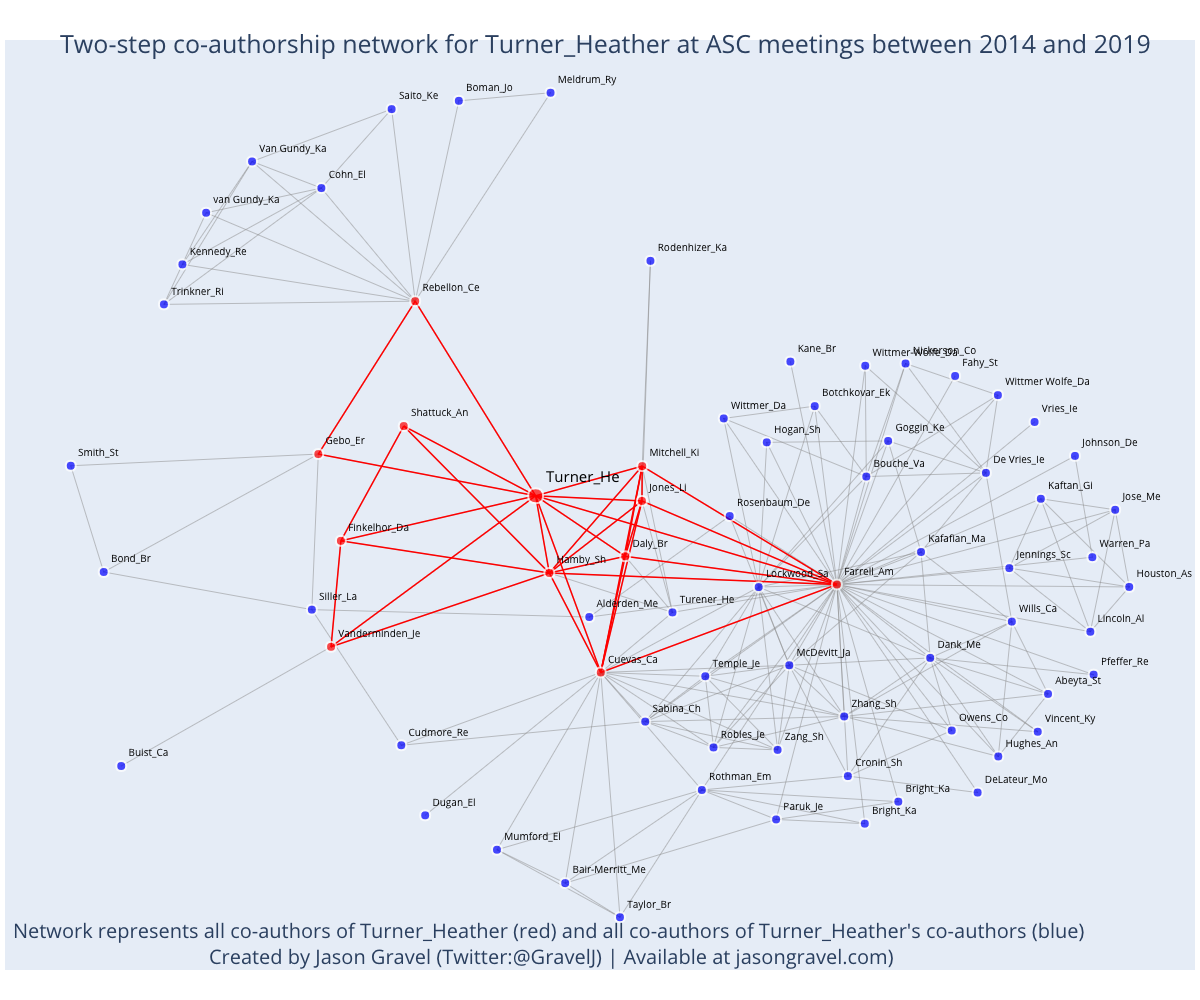 Two-step co-authorship network for Turner_Heather at ASC meetings between 2014 and 2019
Meldrum_Ry
Boman_Jo
Saito_Ke
Van Gundy_Ka
Cohn_El
van Gundy_Ka
Kennedy_Re
Rodenhizer_Ka
Trinkner_Ri
Rebellon_Ce
Kane_Br
Wittmer-Wolfe_Da
Nickerson_Co
Fahy_St
Wittmer Wolfe_Da
Botchkovar_Ek
Shattuck_An
Wittmer_Da
Vries_Ie
Hogan_Sh
Goggin_Ke
Gebo_Er
Johnson_De
Smith_St
Mitchell_Ki
Bouche_Va
De Vries_Ie
Turner_He
Jones_Li
Kaftan_Gi
Jose_Me
Rosenbaum_De
Finkelhor_Da
Kafafian_Ma
Daly_Br
Warren_Pa
Jennings_Sc
Bond_Br
Hamby_Sh
Lockwood_Sa
Farrell_Am
Houston_As
Siller_La
Alderden_Me
Turener_He
Wills_Ca
Lincoln_Al
Vanderminden_Je
Dank_Me
McDevitt_Ja
Cuevas_Ca
Temple_Je
Pfeffer_Re
Abeyta_St
Zhang_Sh
Sabina_Ch
Owens_Co
Vincent_Ky
Cudmore_Re
Robles_Je
Zang_Sh
Hughes_An
Buist_Ca
Cronin_Sh
Rothman_Em
DeLateur_Mo
Bright_Ka
Dugan_El
Paruk_Je
Bright_Ka
Mumford_El
Bair-Merritt_Me
Taylor_Br
Network represents all co-authors of Turner_Heather (red) and all co-authors of Turner_Heather's co-authors (blue)
Created by Jason Gravel (Twitter:@GravelJ) | Available at jasongravel.com)